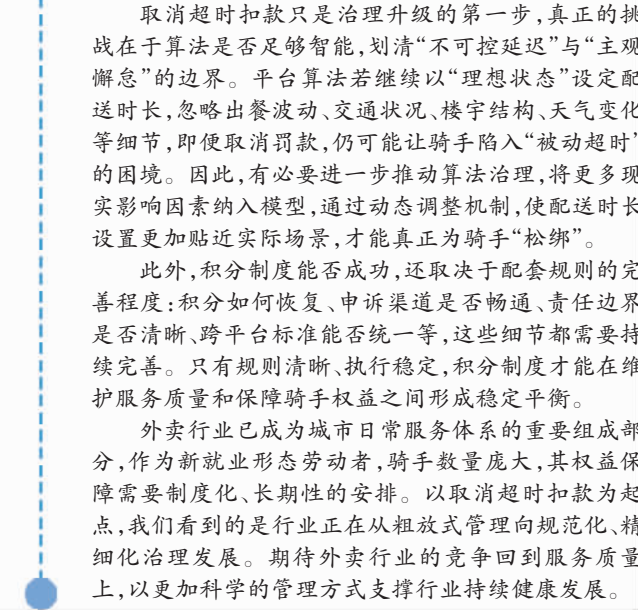 取消超时扣款只是治理升级的第一步,真正的挑
战在于算法是否足够智能,划清“不可控延迟”与“主观
懈怠”的边界。平台算法若继续以“理想状态”设定配
送时长,忽略出餐波动、交通状况、楼宇结构、天气变化
等细节,即便取消罚款,仍可能让骑手陷入“被动超时”
的困境。因此,有必要进一步推动算法治理,将更多现
实影响因素纳入模型,通过动态调整机制,使配送时长
设置更加贴近实际场景,才能真正为骑手“松绑”。
此外,积分制度能否成功,还取决于配套规则的完
善程度:积分如何恢复、申诉渠道是否畅通、责任边界
是否清晰、跨平台标准能否统一等,这些细节都需要持
续完善。只有规则清晰、执行稳定,积分制度才能在维
护服务质量和保障骑手权益之间形成稳定平衡。
外卖行业已成为城市日常服务体系的重要组成部
分,作为新就业形态劳动者,骑手数量庞大,其权益保
障需要制度化、长期性的安排。以取消超时扣款为起
点,我们看到的是行业正在从粗放式管理向规范化、精
细化治理发展。期待外卖行业的竞争回到服务质量
上,以更加科学的管理方式支撑行业持续健康发展。